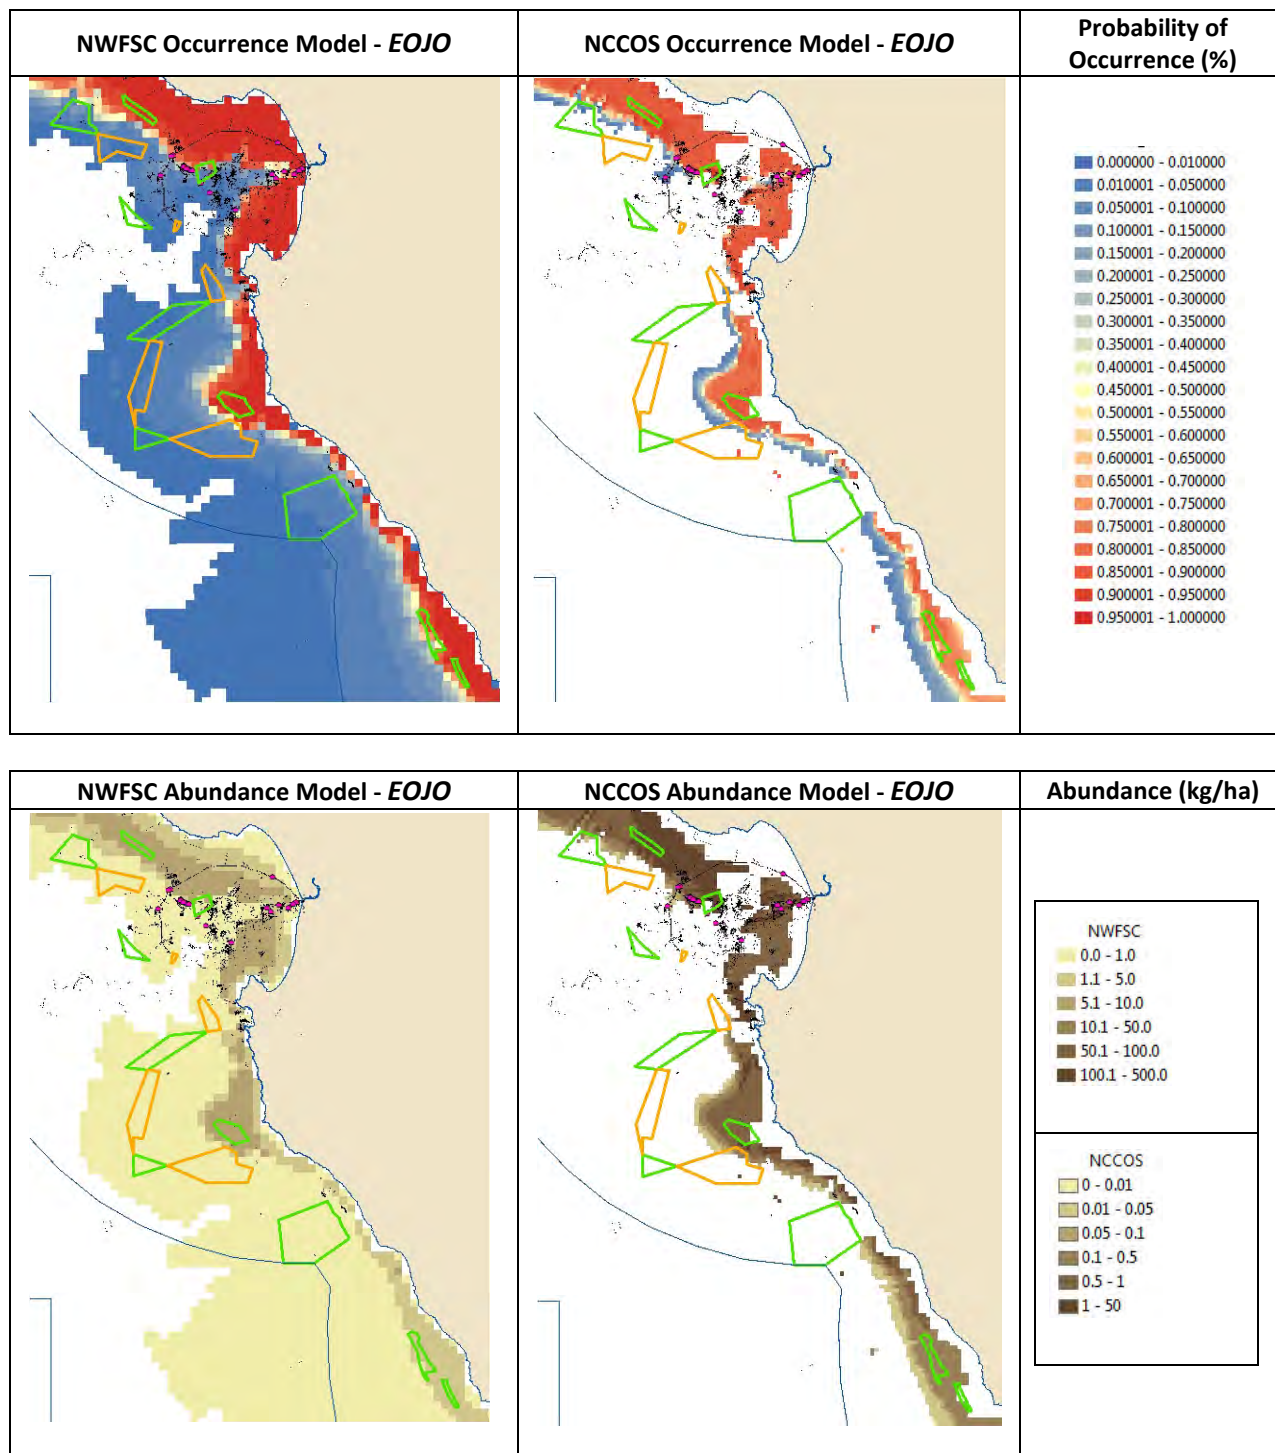 NWFSC Occurrence Model - EOJO
NCCOS Occurrence Model - EOJO
Probability of
Occurrence (%)
0.000000 - 0.010000
0.010001 - 0.050000
0.050001 - 0.100000
0.100001 - 0.150000
0.150001 - 0.200000
0.200001 - 0.250000
0.250001 - 0.300000
0.300001 - 0.350000
0.350001 - 0.400000
0.400001 - 0.450000
0.450001 - 0.500000
0.500001 - 0.550000
0.550001 - 0.600000
0.600001 - 0.650000
0.650001 - 0.700000
0.700001 - 0.750000
0.750001 - 0.800000
0.800001 - 0.850000
0.850001 - 0.900000
0.900001 - 0.950000
0.950001 - 1.000000
NWFSC Abundance Model - EOJO
NCCOS Abundance Model - EOJO
Abundance (kg/ha)
NWFSC
0.0 - 1.0
1.1 - 5.0
5.1 - 10.0
10.1 - 50.0
50.1 - 100.0
100.1 - 500.0
NCCOS
0 - 0.01
0.01 - 0.05
0.05 - 0.1
0.1 - 0.5
0.5 - 1
1 - 50